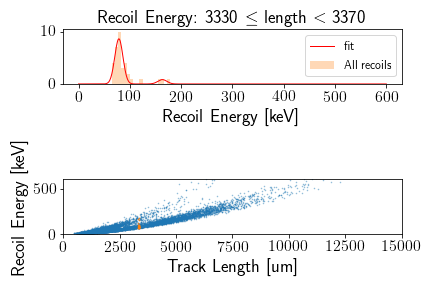 Recoil Energy: 3330 ≤ length < 3370
10
0
fit
All recoils
0 100 200 300 400 500 600
Recoil Energy [keV]
Recoil Energy [keV]
500
0
0 2500 5000 7500 10000 12500 15000
Track Length [um]